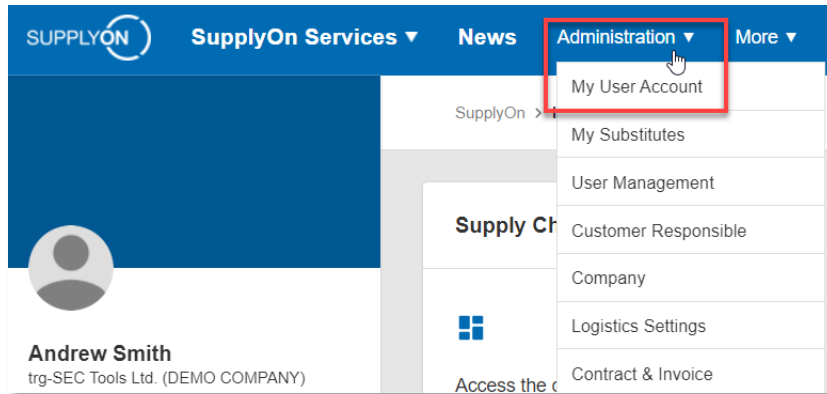 SUPPLYON
SupplyOn Services ▼
News
Administration ▼
More ▼
My User Account
My Substitutes
User Management
Customer Responsible
Company
Logistics Settings
Contract & Invoice
SupplyOn >
Supply Ch
Access the
Andrew Smith
trg-SEC Tools Ltd. (DEMO COMPANY)